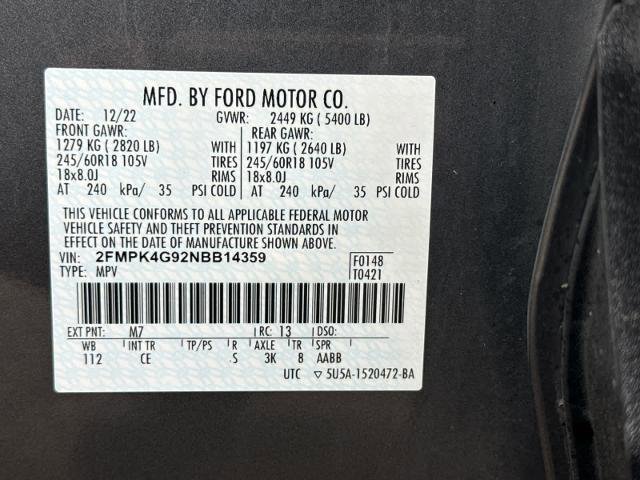 MFD. BY FORD MOTOR CO.
DATE: 12/22 GVWR: 2449 KG ( 5400 LB)
FRONT GAWR: REAR GAWR:
1279 KG ( 2820 LB) WITH 1197 KG ( 2640 LB) WITH
245/60R18 105V TIRES 245/60R18 105V TIRES
18x8.0J RIMS 18x8.0J RIMS
AT 240 kPa/ 35 PSI COLD AT 240 kPa/ 35 PSI COLD
THIS VEHICLE CONFORMS TO ALL APPLICABLE FEDERAL MOTOR
VEHICLE SAFETY AND THEFT PREVENTION STANDARDS
IN EFFECT ON THE DATE OF MANUFACTURE SHOWN ABOVE.
VIN: 2FMPK4G92NBB14359 F0148
TYPE: MPV T0421
EXT PNT: M7 RC: 13 DSO:
WB INT TR TP/PS R AXLE TR SPR
112 CE .S 3K 8 AABB
UTC ▽ 5U5A-1520472-BA